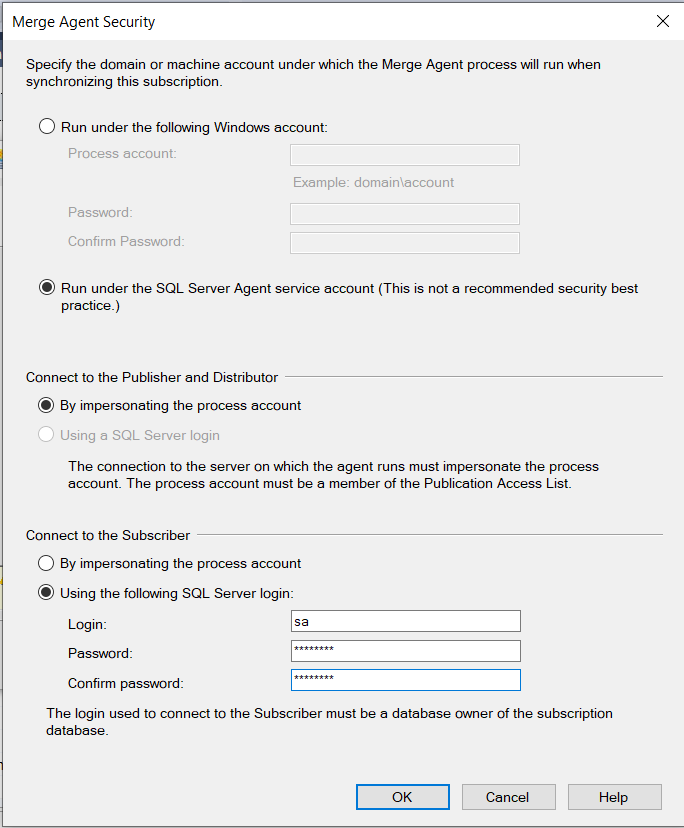 Merge Agent Security
Specify the domain or machine account under which the Merge Agent process will run when
synchronizing this subscription.
Run under the following Windows account:
Process account:
Example: domain\account
Password:
Confirm Password:
Run under the SQL Server Agent service account (This is not a recommended security best
practice.)
Connect to the Publisher and Distributor
By impersonating the process account
Using a SQL Server login
The connection to the server on which the agent runs must impersonate the process
account. The process account must be a member of the Publication Access List.
Connect to the Subscriber
By impersonating the process account
Using the following SQL Server login:
Login: sa
Password: ********
Confirm password: ********
The login used to connect to the Subscriber must be a database owner of the subscription
database.
OK Cancel Help